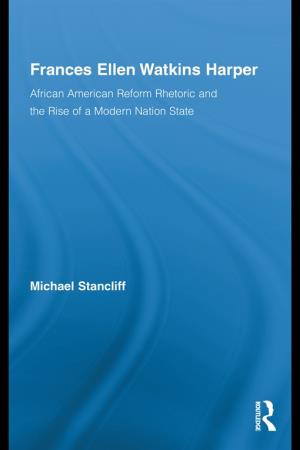 Frances Ellen Watkins Harper
African American Reform Rhetoric and
the Rise of a Modern Nation State
Michael Stancliff
ROUTLEDGE